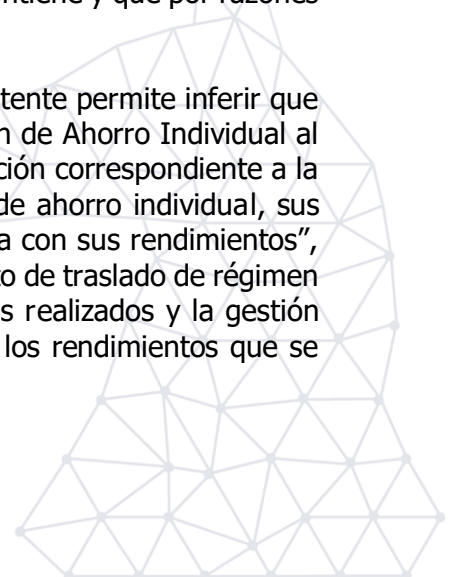 que por razones
tente permite inferir que
n de Ahorro Individual al
ción correspondiente a la
de ahorro individual, sus
a con sus rendimientos”,
to de traslado de régimen
s realizados y la gestión
los rendimientos que se